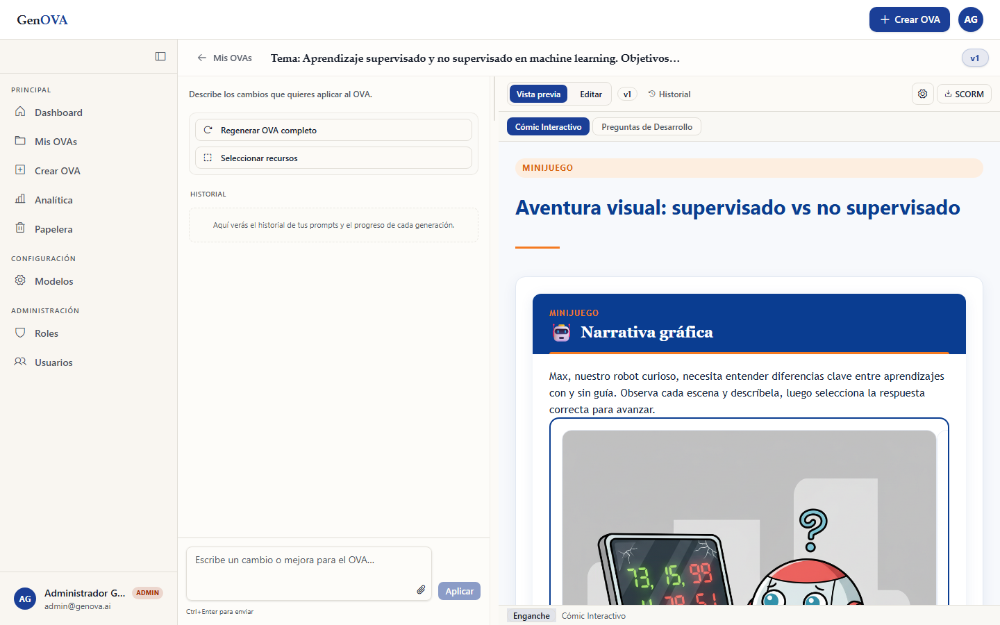 GenOVA
Crear OVA
AG
Mis OVAs
Tema: Aprendizaje supervisado y no supervisado en machine learning. Objetivos...
v1
PRINCIPAL
Dashboard
Mis OVAs
Crear OVA
Analítica
Papelera
CONFIGURACIÓN
Modelos
ADMINISTRACIÓN
Roles
Usuarios
AG
Administrador G...
ADMIN
admin@genova.ai
Describe los cambios que quieres aplicar al OVA.
Regenerar OVA completo
Seleccionar recursos
HISTORIAL
Aquí verás el historial de tus prompts y el progreso de cada generación.
Escribe un cambio o mejora para el OVA...
Aplicar
Ctrl+Enter para enviar
Vista previa
Editar
v1
Historial
SCORM
Cómic Interactivo
Preguntas de Desarrollo
MINIJUEGO
Aventura visual: supervisado vs no supervisado
MINIJUEGO
Narrativa gráfica
Max, nuestro robot curioso, necesita entender diferencias clave entre aprendizajes
con y sin guía. Observa cada escena y descríbela, luego selecciona la respuesta
correcta para avanzar.
?
73, 15, 99
Enganche
Cómic Interactivo